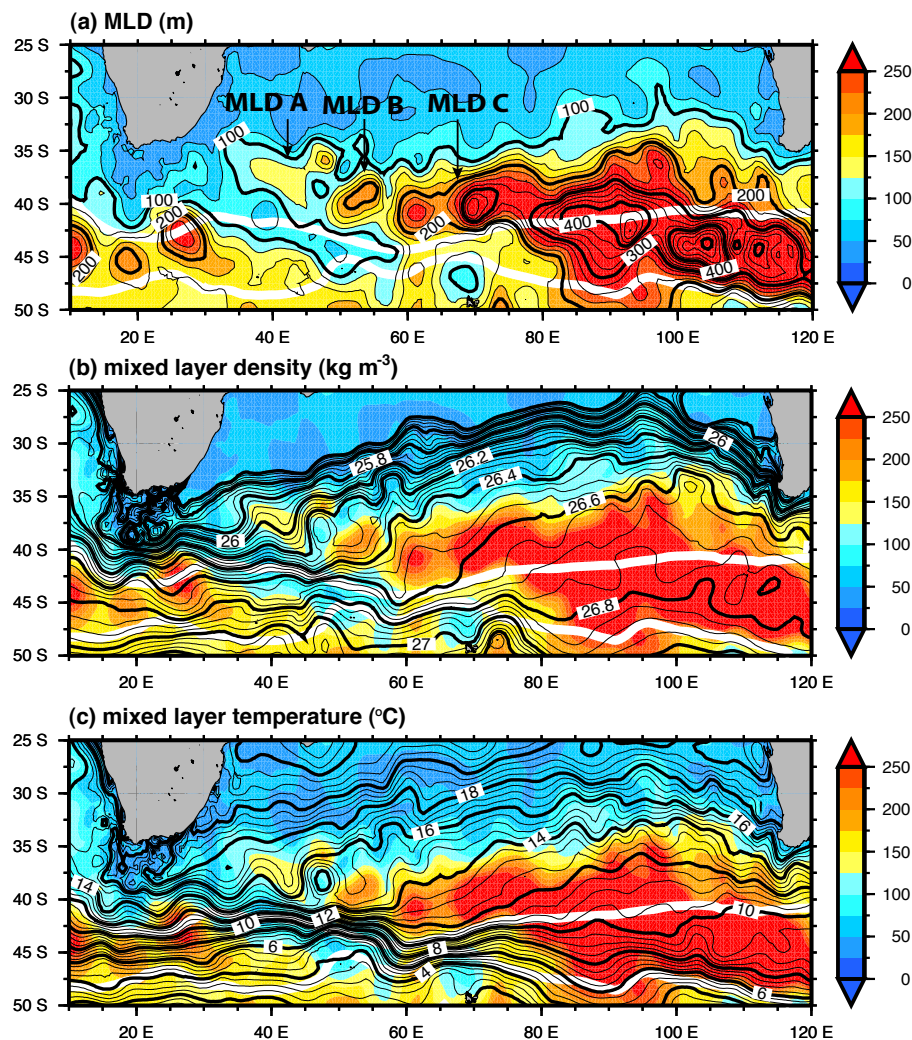 (a) MLD (m)
25 S
30 S
35 S
40 S
45 S
50 S
MLD A
MLD B
MLD C
100
100
100
200
200
200
200
200
400
300
400
20 E
40 E
60 E
80 E
100 E
120 E
250
200
150
100
50
0
(b) mixed layer density (kg m-3)
25 S
30 S
35 S
40 S
45 S
50 S
25.8
26.2
26.4
26
26.6
26
26.8
27
20 E
40 E
60 E
80 E
100 E
120 E
250
200
150
100
50
0
(c) mixed layer temperature (oC)
25 S
30 S
35 S
40 S
45 S
50 S
18
16
16
14
14
12
10
10
8
6
4
6
20 E
40 E
60 E
80 E
100 E
120 E
250
200
150
100
50
0